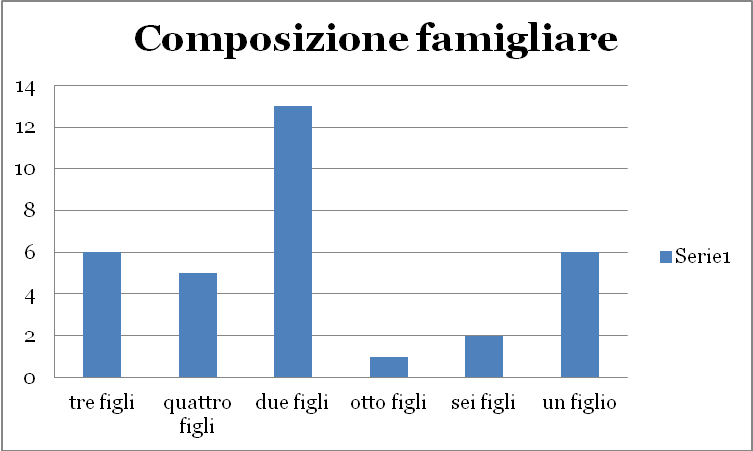 Composizione famigliare
14
12
10
8
6
4
2
0
tre figli
quattro
figli
due figli
otto figli
sei figli
un figlio
Serie1